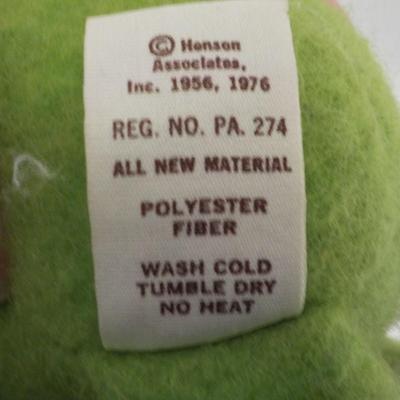 © Henson
Associates,
Inc. 1956, 1976
REG. NO. PA. 274
ALL NEW MATERIAL
POLYESTER
FIBER
WASH COLD
TUMBLE DRY
NO HEAT